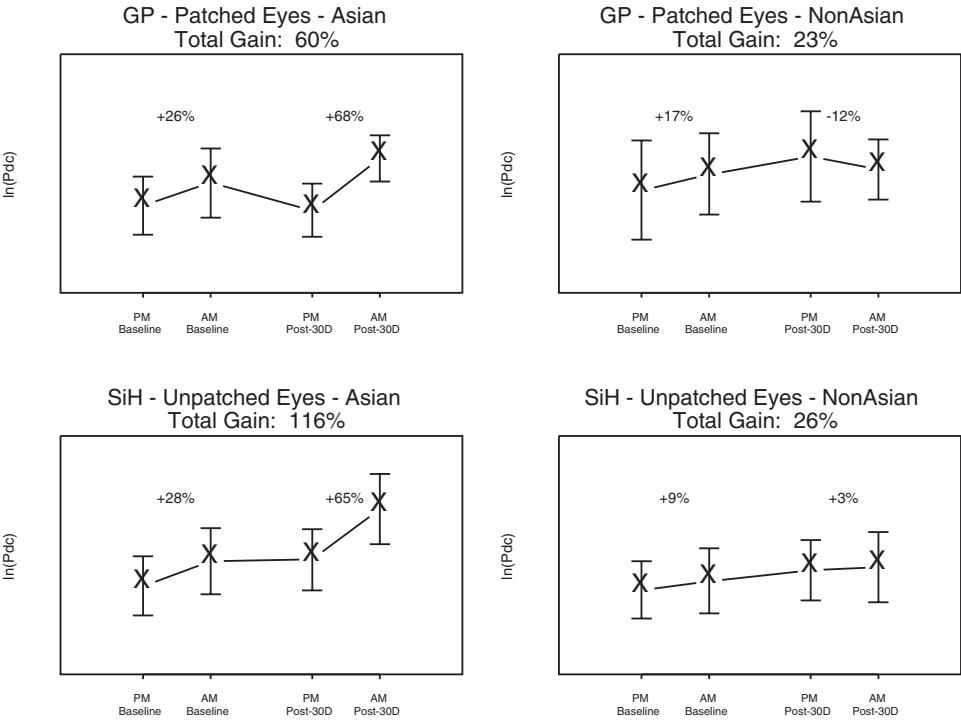 GP - Patched Eyes - Asian
Total Gain: 60%
ln(Pdc)
+26%
+68%
X
X
X
X
PM
Baseline
AM
Baseline
PM
Post-30D
AM
Post-30D
GP - Patched Eyes - NonAsian
Total Gain: 23%
ln(Pdc)
+17%
-12%
X
X
X
X
PM
Baseline
AM
Baseline
PM
Post-30D
AM
Post-30D
SiH - Unpatched Eyes - Asian
Total Gain: 116%
ln(Pdc)
+28%
+65%
X
X
X
X
PM
Baseline
AM
Baseline
PM
Post-30D
AM
Post-30D
SiH - Unpatched Eyes - NonAsian
Total Gain: 26%
ln(Pdc)
+9%
+3%
X
X
X
X
PM
Baseline
AM
Baseline
PM
Post-30D
AM
Post-30D